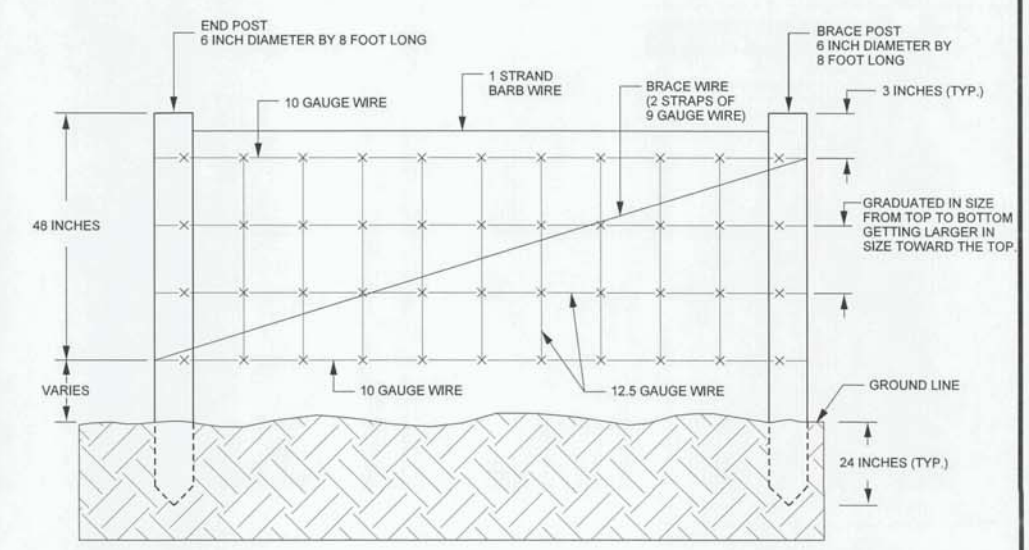 END POST
6 INCH DIAMETER BY 8 FOOT LONG
BRACE POST
6 INCH DIAMETER BY
8 FOOT LONG
1 STRAND
BARB WIRE
BRACE WIRE
(2 STRAPS OF
9 GAUGE WIRE)
10 GAUGE WIRE
3 INCHES (TYP.)
48 INCHES
GRADUATED IN SIZE
FROM TOP TO BOTTOM
GETTING LARGER IN
SIZE TOWARD THE TOP.
VARIES
10 GAUGE WIRE
12.5 GAUGE WIRE
GROUND LINE
24 INCHES (TYP.)